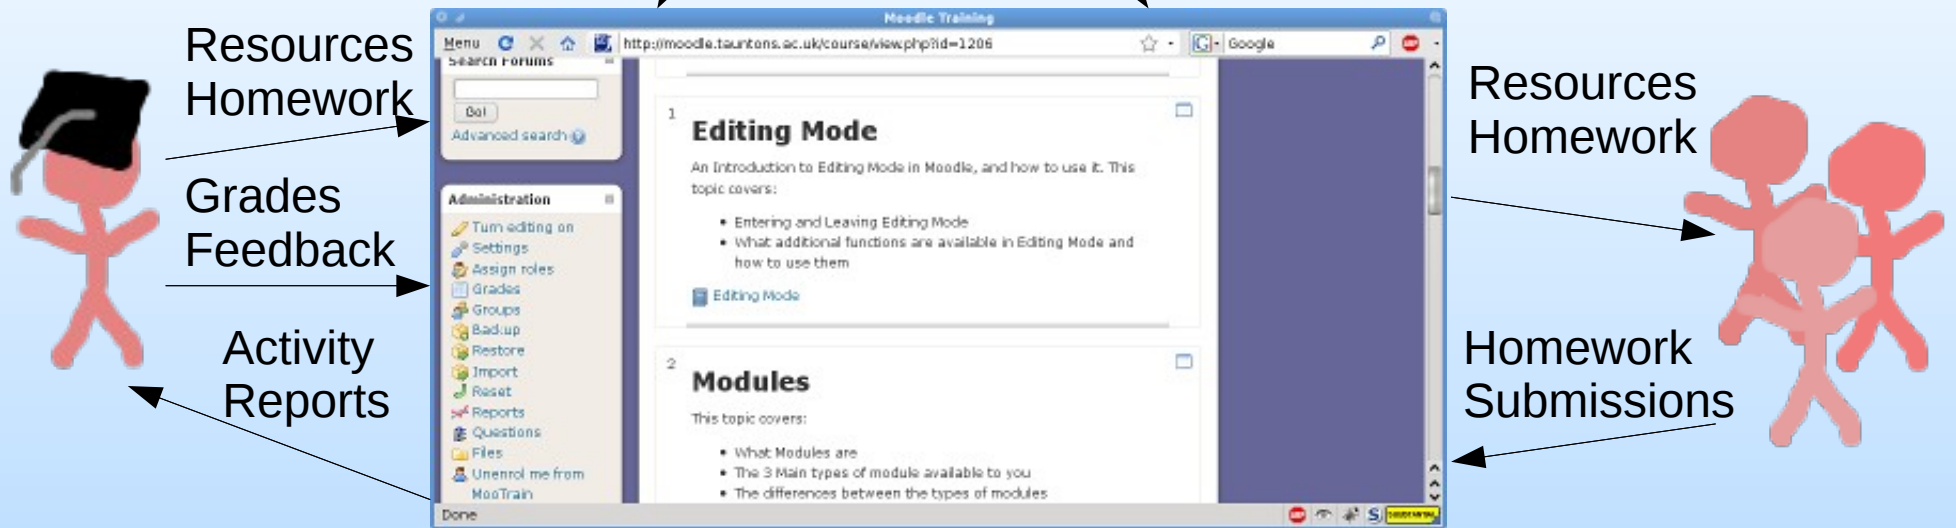 Resources
Homework
Grades
Feedback
Activity
Reports
Moodle Training
Menu
http://moodle.tauntons.ac.uk/course/view.php?id=1206
Google
Search Forums
Go!
Advanced search
Administration
Turn editing on
Settings
Assign roles
Grades
Groups
Backup
Restore
Import
Reset
Reports
Questions
Files
Unenrol me from
MooTrain
1
Editing Mode
An Introduction to Editing Mode in Moodle, and how to use it. This
topic covers:
• Entering and Leaving Editing Mode
• What additional functions are available in Editing Mode and
how to use them
Editing Mode
2
Modules
This topic covers:
• What Modules are
• The 3 Main types of module available to you
• The differences between the types of modules
Done
ABP
Resources
Homework
Homework
Submissions